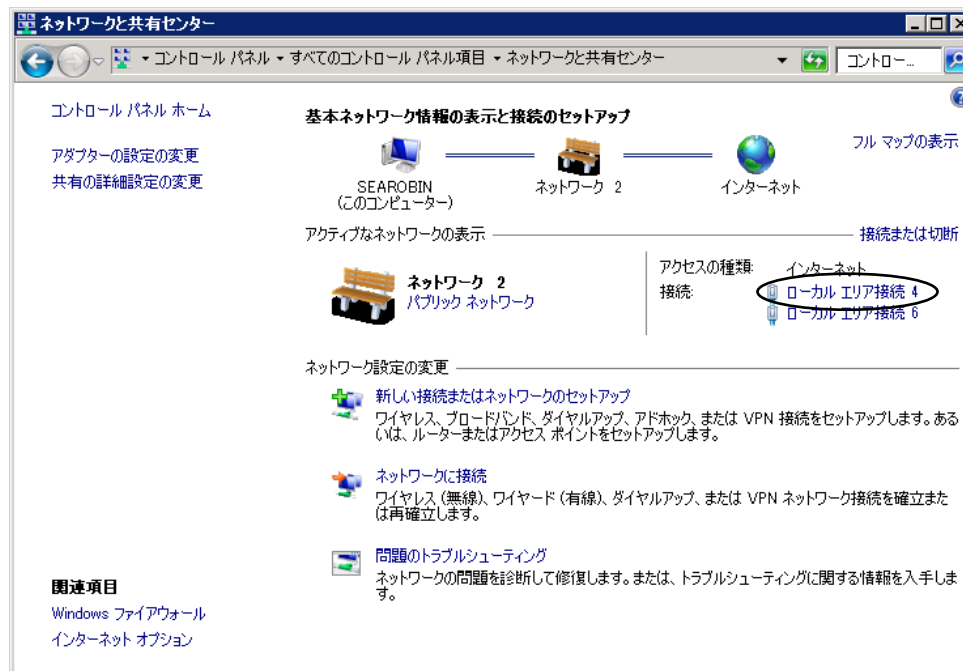 ネットワークと共有センター
コントロール パネル ▾ すべてのコントロール パネル項目 ▾ ネットワークと共有センター
コントロー...
コントロール パネル ホーム
アダプターの設定の変更
共有の詳細設定の変更
基本ネットワーク情報の表示と接続のセットアップ
フル マップの表示
SEAROBIN
(このコンピューター)
ネットワーク 2
インターネット
アクティブなネットワークの表示
接続または切断
ネットワーク 2
パブリック ネットワーク
アクセスの種類: インターネット
接続: ローカル エリア接続 4
ローカル エリア接続 6
ネットワーク設定の変更
新しい接続またはネットワークのセットアップ
ワイヤレス、ブロードバンド、ダイヤルアップ、アドホック、または VPN 接続をセットアップします。ある
いは、ルーターまたはアクセス ポイントをセットアップします。
ネットワークに接続
ワイヤレス (無線)、ワイヤード (有線)、ダイヤルアップ、または VPN ネットワーク接続を確立また
は再確立します。
問題のトラブルシューティング
ネットワークの問題を診断して修復します。または、トラブルシューティングに関する情報を入手しま
す。
関連項目
Windows ファイアウォール
インターネット オプション